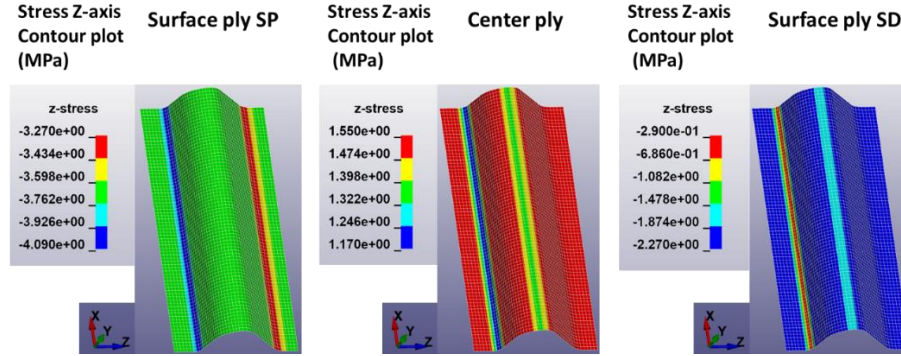 Stress Z-axis
Contour plot
(MPa)
Surface ply SP
z-stress
-3.270e+00
-3.434e+00
-3.598e+00
-3.762e+00
-3.926e+00
-4.090e+00
X
Y
Z
Stress Z-axis
Contour plot
(MPa)
Center ply
z-stress
1.550e+00
1.474e+00
1.398e+00
1.322e+00
1.246e+00
1.170e+00
X
Y
Z
Stress Z-axis
Contour plot
(MPa)
Surface ply SD
z-stress
-2.900e-01
-6.860e-01
-1.082e+00
-1.478e+00
-1.874e+00
-2.270e+00
X
Y
Z